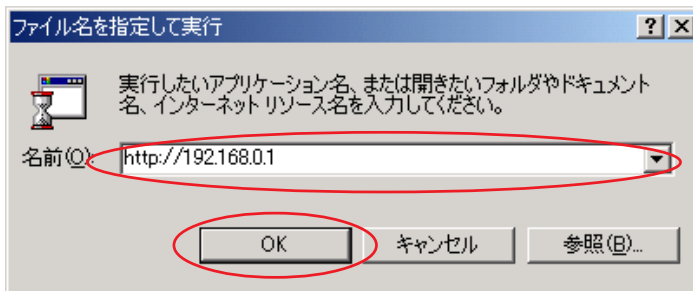 ファイル名を指定して実行
実行したいアプリケーション名、または開きたいフォルダやドキュメント
名、インターネット リソース名を入力してください。
名前(O): http://192.168.0.1
OK キャンセル 参照(B)...